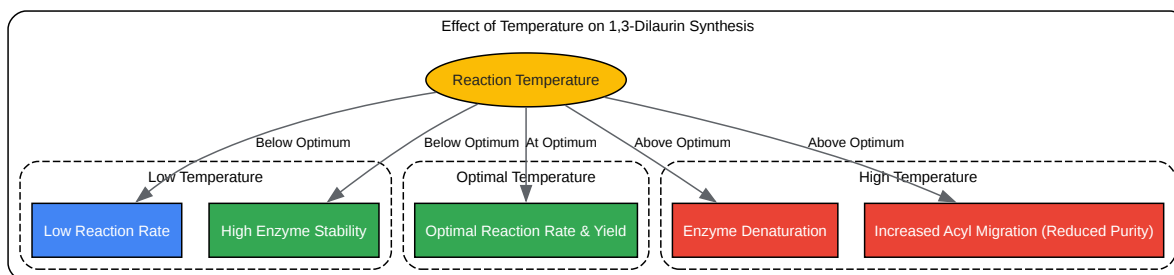 Effect of Temperature on 1,3-Dilaurin Synthesis
Reaction Temperature
Below Optimum
Below Optimum
At Optimum
Above Optimum
Above Optimum
Low Temperature
Optimal Temperature
High Temperature
Low Reaction Rate
High Enzyme Stability
Optimal Reaction Rate & Yield
Enzyme Denaturation
Increased Acyl Migration (Reduced Purity)